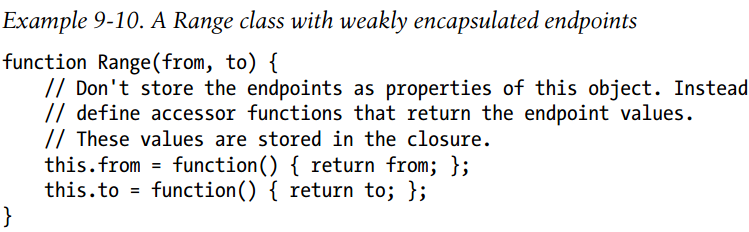 Example 9-10. A Range class with weakly encapsulated endpoints
function Range(from, to) {
    // Don't store the endpoints as properties of this object. Instead
    // define accessor functions that return the endpoint values.
    // These values are stored in the closure.
    this.from = function() { return from; };
    this.to = function() { return to; };
}